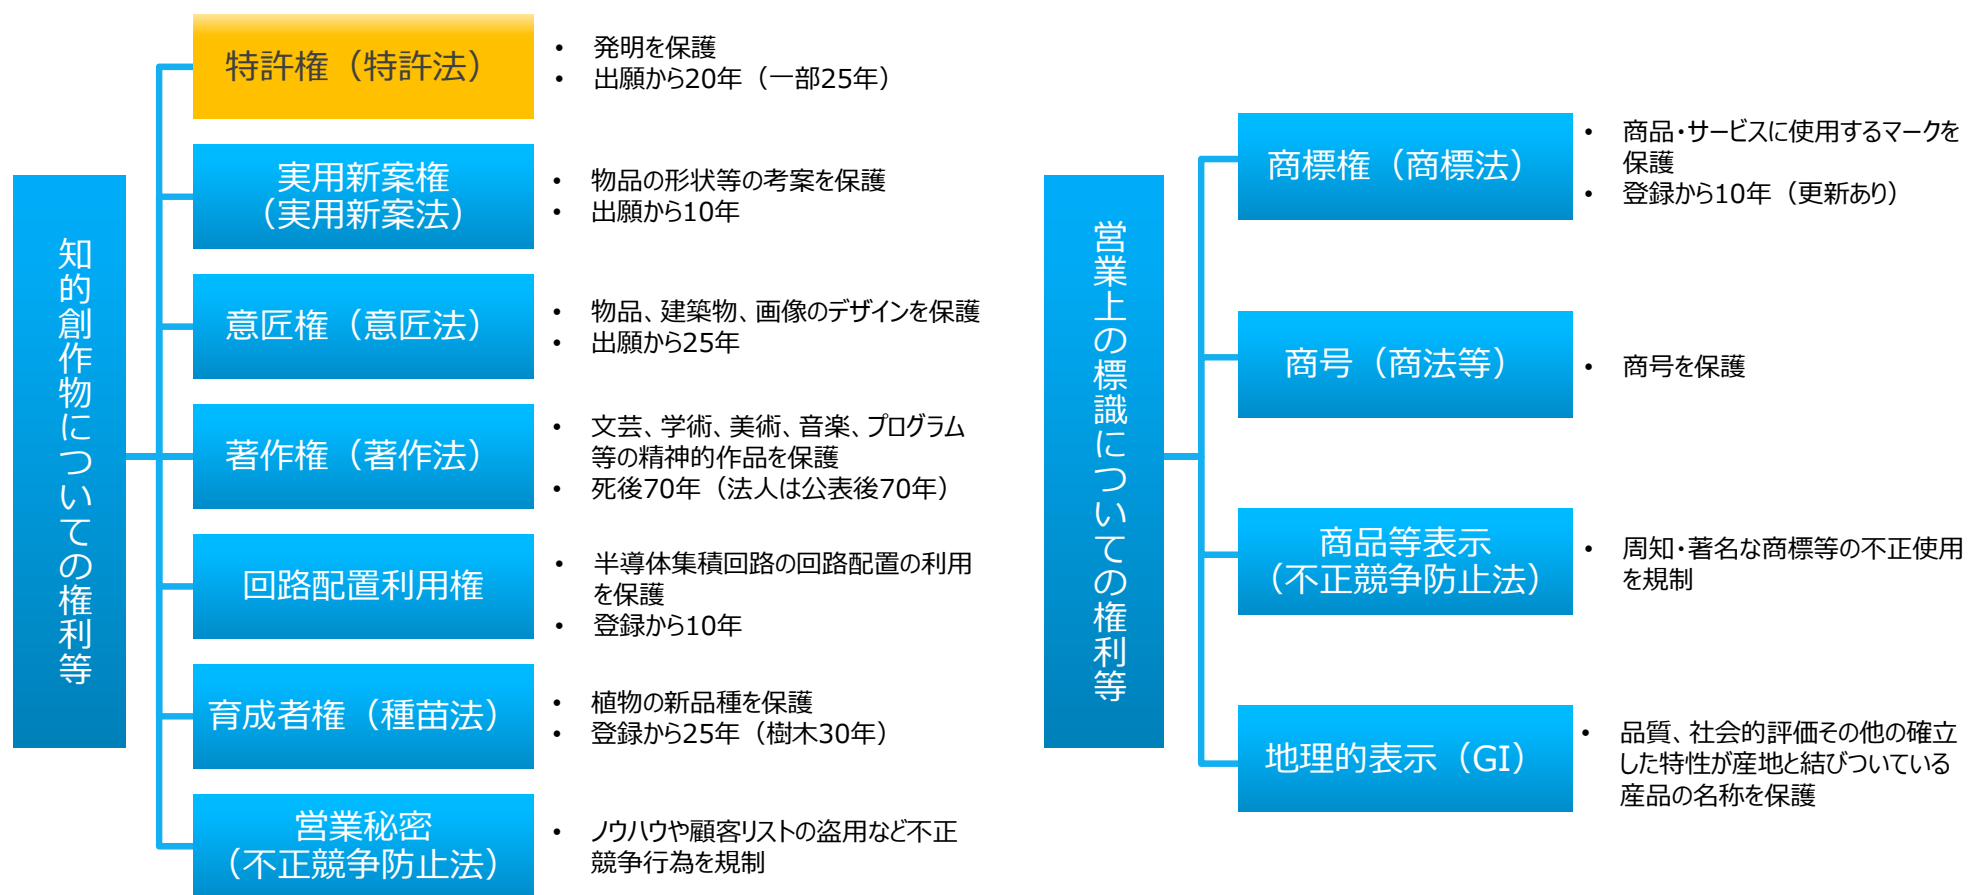 知的創作物についての権利等
特許権（特許法）
• 発明を保護
• 出願から20年（一部25年）
実用新案権
（実用新案法）
• 物品の形状等の考案を保護
• 出願から10年
意匠権（意匠法）
• 物品、建築物、画像のデザインを保護
• 出願から25年
著作権（著作法）
• 文芸、学術、美術、音楽、プログラム
等の精神的作品を保護
• 死後70年（法人は公表後70年）
回路配置利用権
• 半導体集積回路の回路配置の利用
を保護
• 登録から10年
育成者権（種苗法）
• 植物の新品種を保護
• 登録から25年（樹木30年）
営業秘密
（不正競争防止法）
• ノウハウや顧客リストの盗用など不正
競争行為を規制
営業上の標識についての権利等
商標権（商標法）
• 商品・サービスに使用するマークを
保護
• 登録から10年（更新あり）
商号（商法等）
• 商号を保護
商品等表示
（不正競争防止法）
• 周知・著名な商標等の不正使用
を規制
地理的表示（GI）
• 品質、社会的評価その他の確立
した特性が産地と結びついている
産品の名称を保護